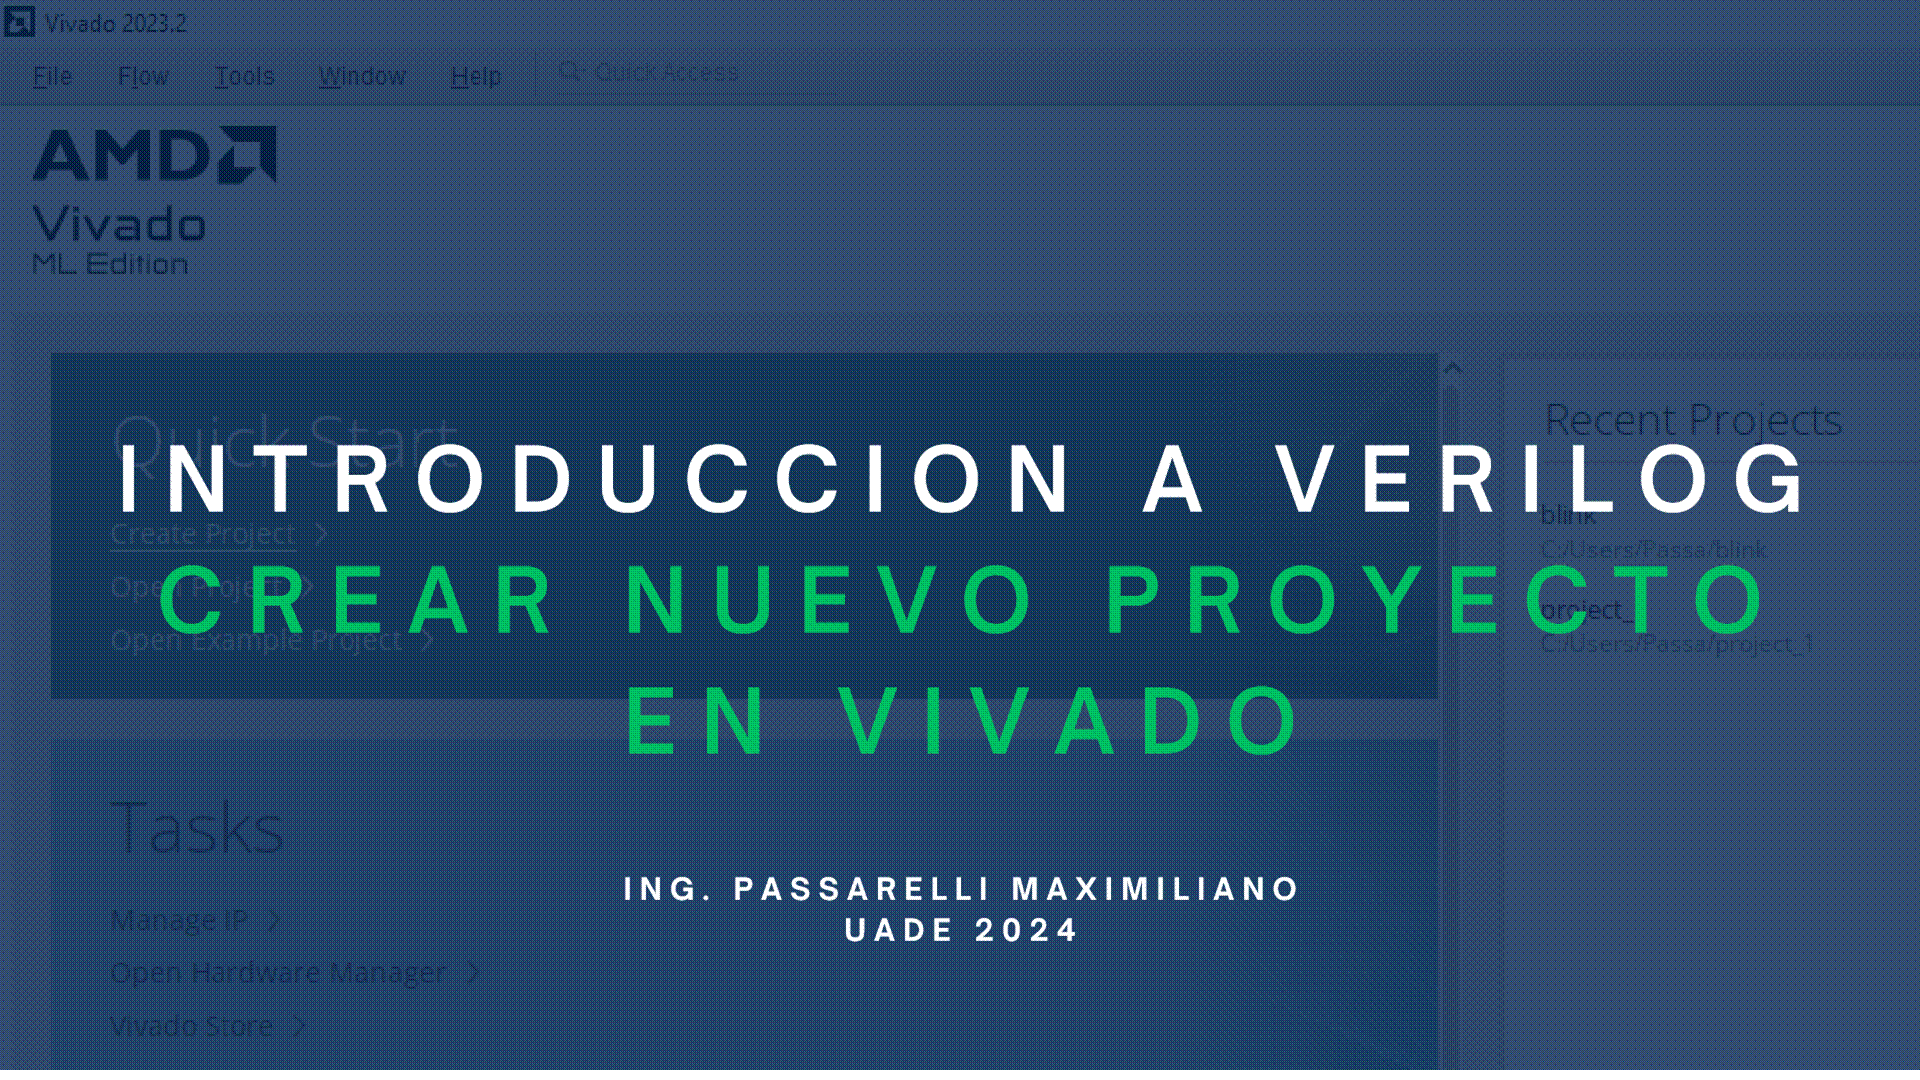 Vivado 2023.2
File Flow Tools Window Help Quick Access
AMD
Vivado
ML Edition
Quick Start
Recent Projects
INTRODUCCION A VERILOG
Create Project
blink
C:/Users/Passa/blink
Open Project
CREAR NUEVO PROYECTO
Open Example Project
C:/Users/Passa/project_1
EN VIVADO
Tasks
ING. PASSARELLI MAXIMILIANO
UADE 2024
Manage IP
Open Hardware Manager
Vivado Store